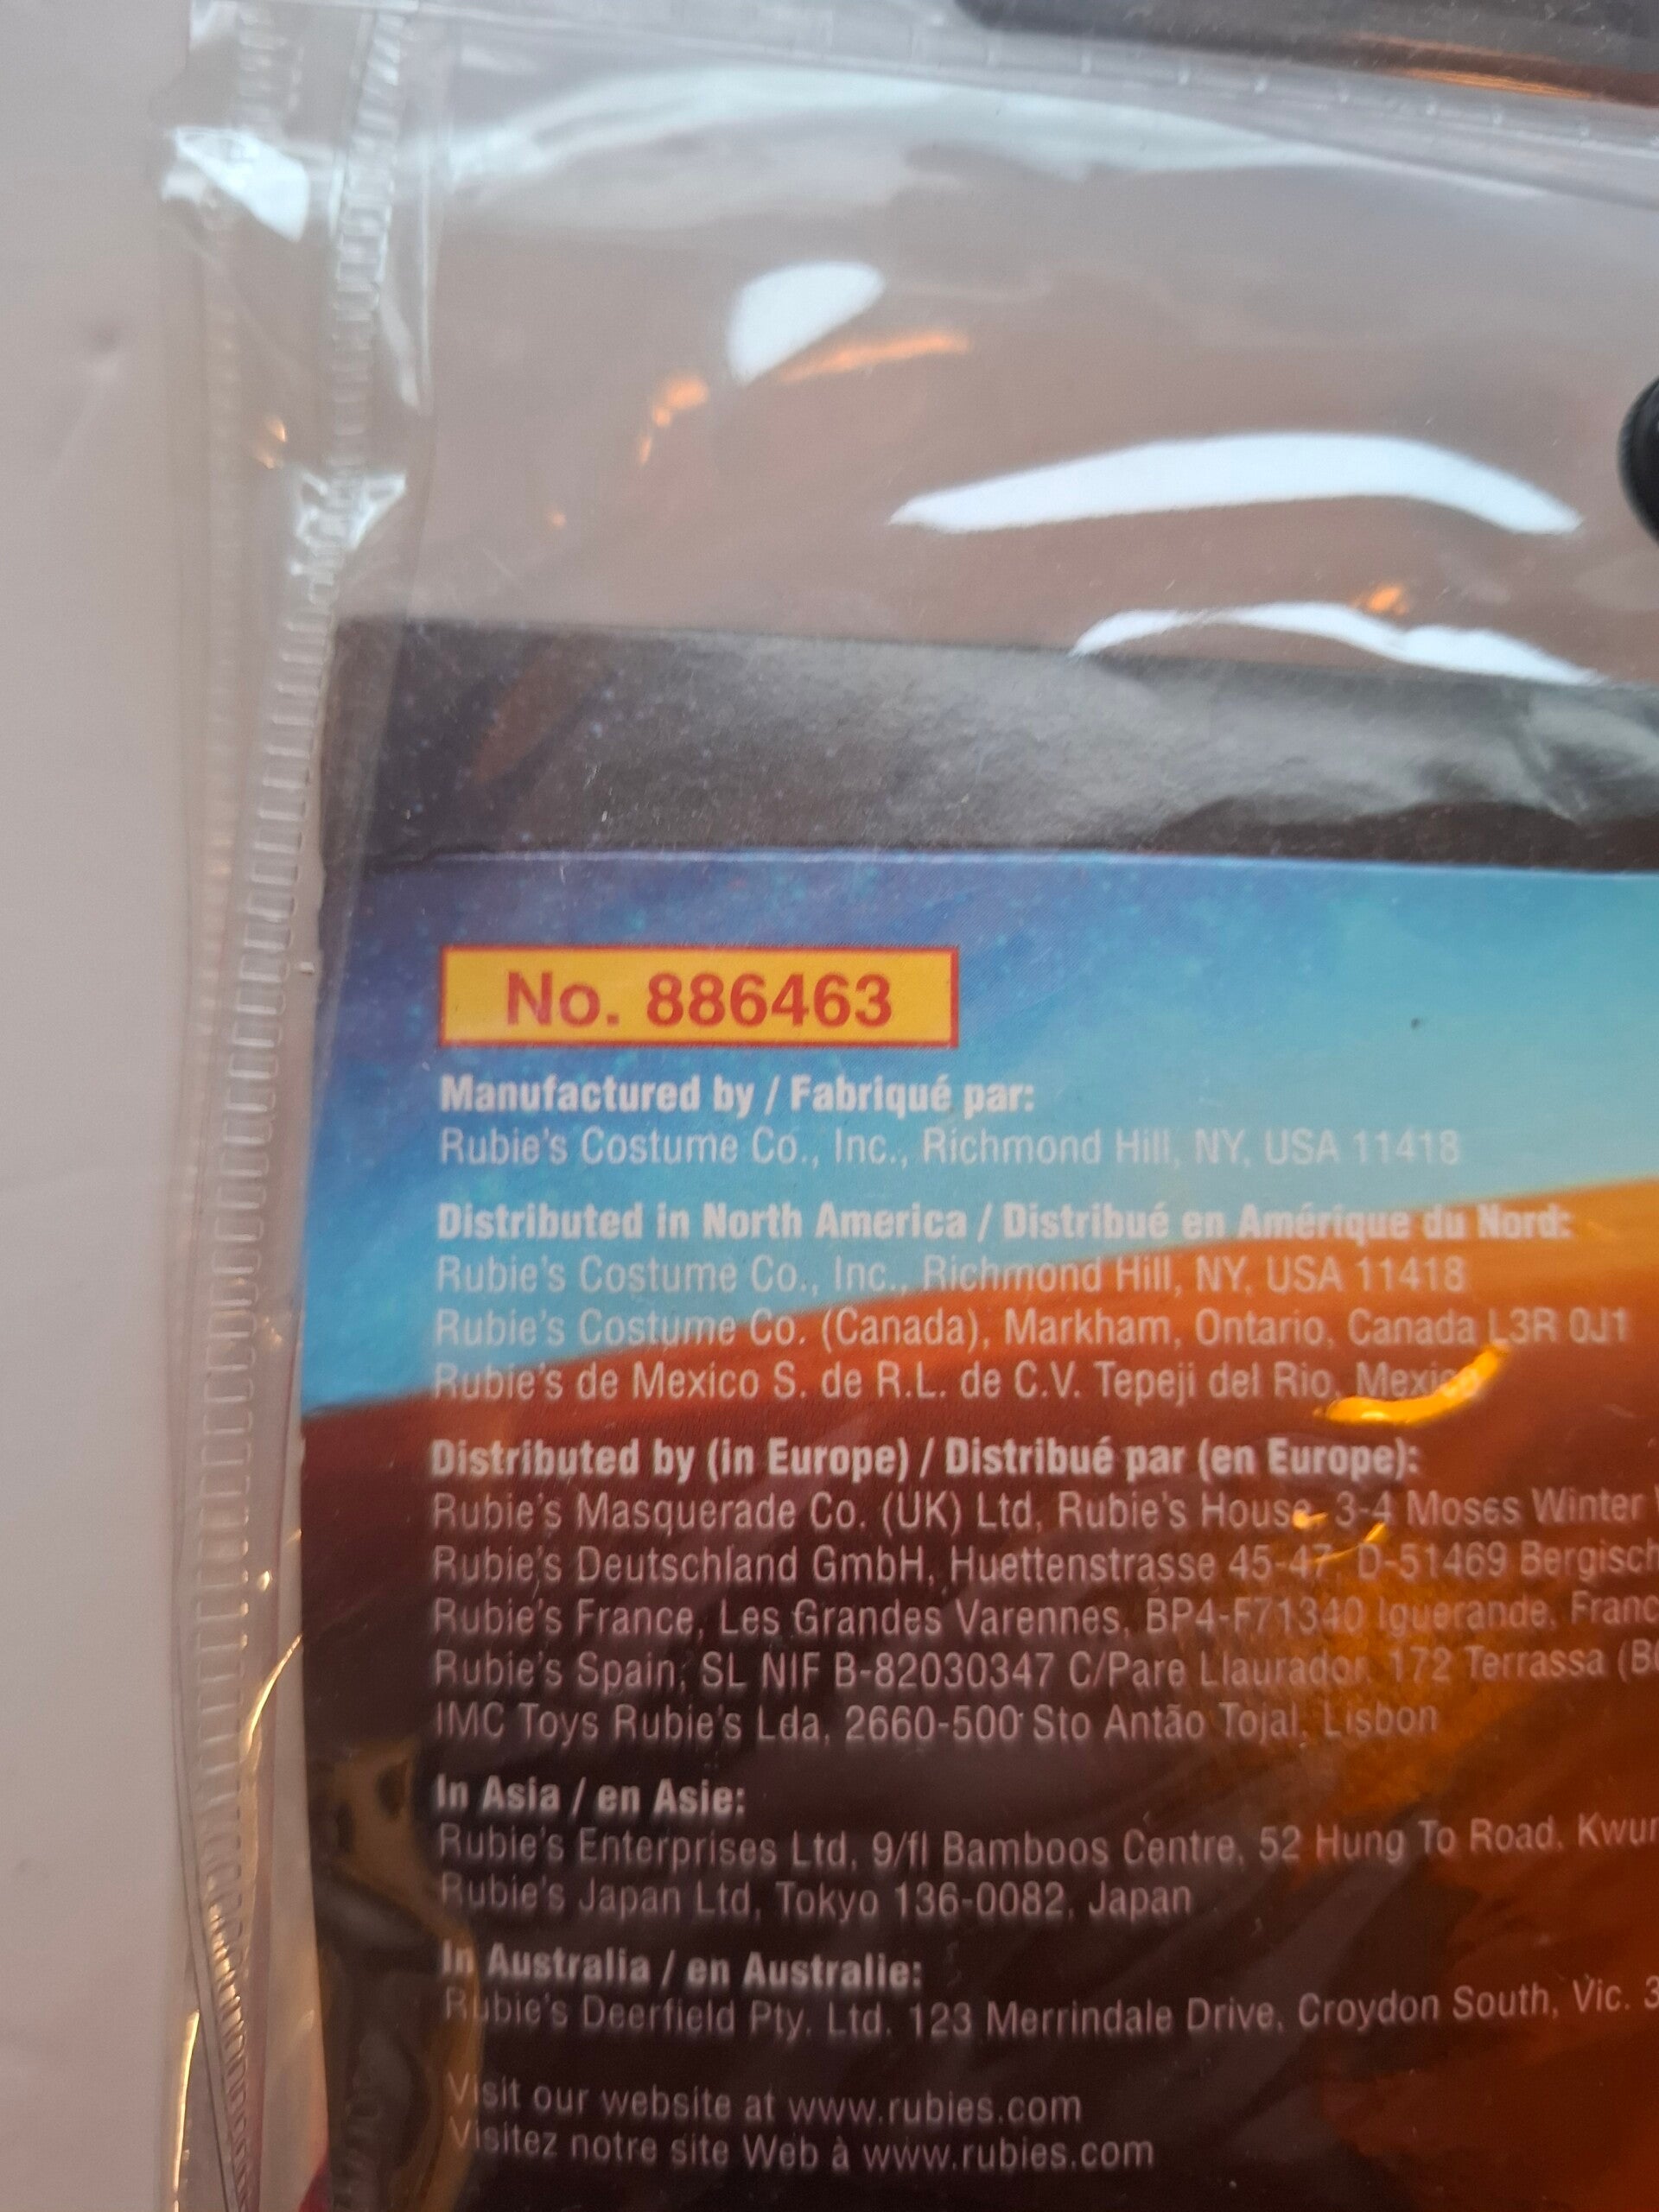 No. 886463
Manufactured by / Fabriqué par:
Rubie's Costume Co., Inc., Richmond Hill, NY, USA 11418
Distributed in North America / Distribué en Amérique du Nord:
Rubie's Costume Co., Inc., Richmond Hill, NY, USA 11418
Rubie's Costume Co. (Canada), Markham, Ontario, Canada L3R 0J1
Rubie's de Mexico S. de R.L. de C.V. Tepeji del Rio, Mexico
Distributed by (in Europe) / Distribué par (en Europe):
Rubie's Masquerade Co. (UK) Ltd, Rubie's House, 3-4 Moses Winter
Rubie's Deutschland GmbH, Huettenstrasse 45-47, D-51469 Bergisch
Rubie's France, Les Grandes Varennes, BP4-F71340 Iguerande, Franc
Rubie's Spain, SL NIF B-82030347 C/Pare Llaurador, 172 Terrassa
IMC Toys Rubie's Lda, 2660-500 Sto Antão Tojal, Lisbon
In Asia / en Asie:
Rubie's Enterprises Ltd, 9/fl Bamboos Centre, 52 Hung To Road, Kwun
Rubie's Japan Ltd, Tokyo 136-0082, Japan
In Australia / en Australie:
Rubie's Deerfield Pty. Ltd. 123 Merrindale Drive, Croydon South, Vic. 3
Visit our website at www.rubies.com
Visitez notre site Web à www.rubies.com